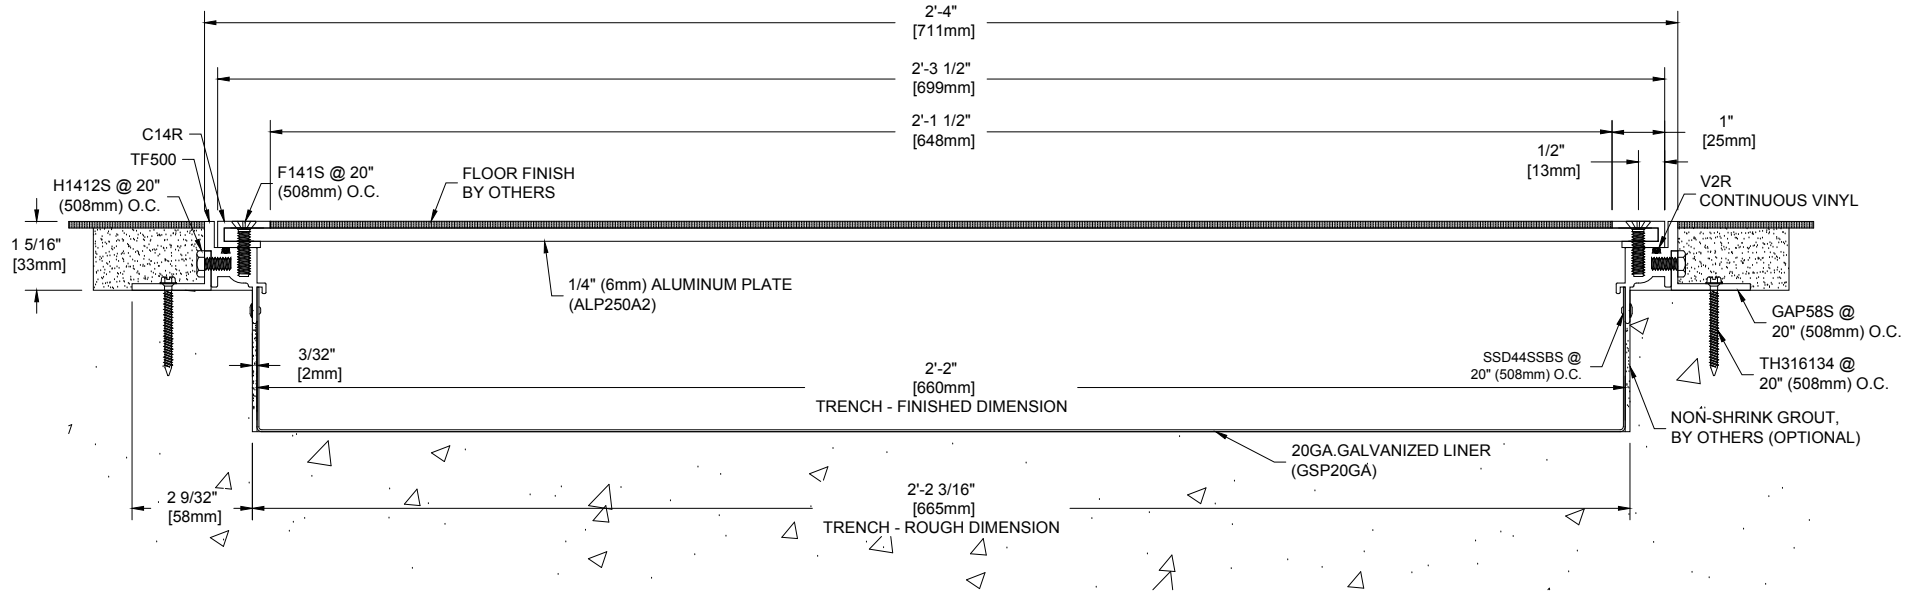 2'-4"
[711mm]
2'-3 1/2"
[699mm]
2'-1 1/2"
[648mm]
1"
[25mm]
1/2"
[13mm]
C14R
TF500
H1412S @ 20"
(508mm) O.C.
F141S @ 20"
(508mm) O.C.
FLOOR FINISH
BY OTHERS
V2R
CONTINUOUS VINYL
1 5/16"
[33mm]
1/4" (6mm) ALUMINUM PLATE
(ALP250A2)
GAP58S @
20" (508mm) O.C.
3/32"
[2mm]
2'-2"
[660mm]
TRENCH - FINISHED DIMENSION
SSD44SSBS @
20" (508mm) O.C.
TH316134 @
20" (508mm) O.C.
NON-SHRINK GROUT,
BY OTHERS (OPTIONAL)
20GA.GALVANIZED LINER
(GSP20GA)
1
2 9/32"
[58mm]
2'-2 3/16"
[665mm]
TRENCH - ROUGH DIMENSION